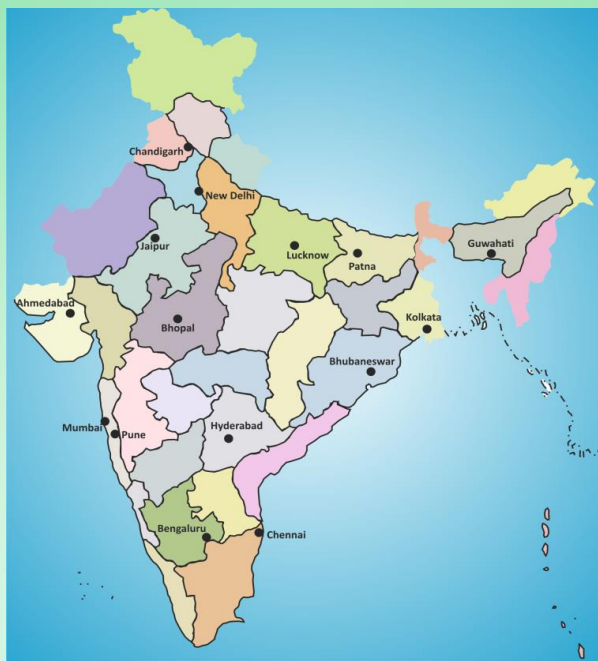 Chandigarh
New Delhi
Jaipur
Lucknow
Guwahati
Patna
Ahmedabad
Bhopal
Kolkata
Bhubaneswar
Mumbai
Pune
Hyderabad
Bengaluru
Chennai